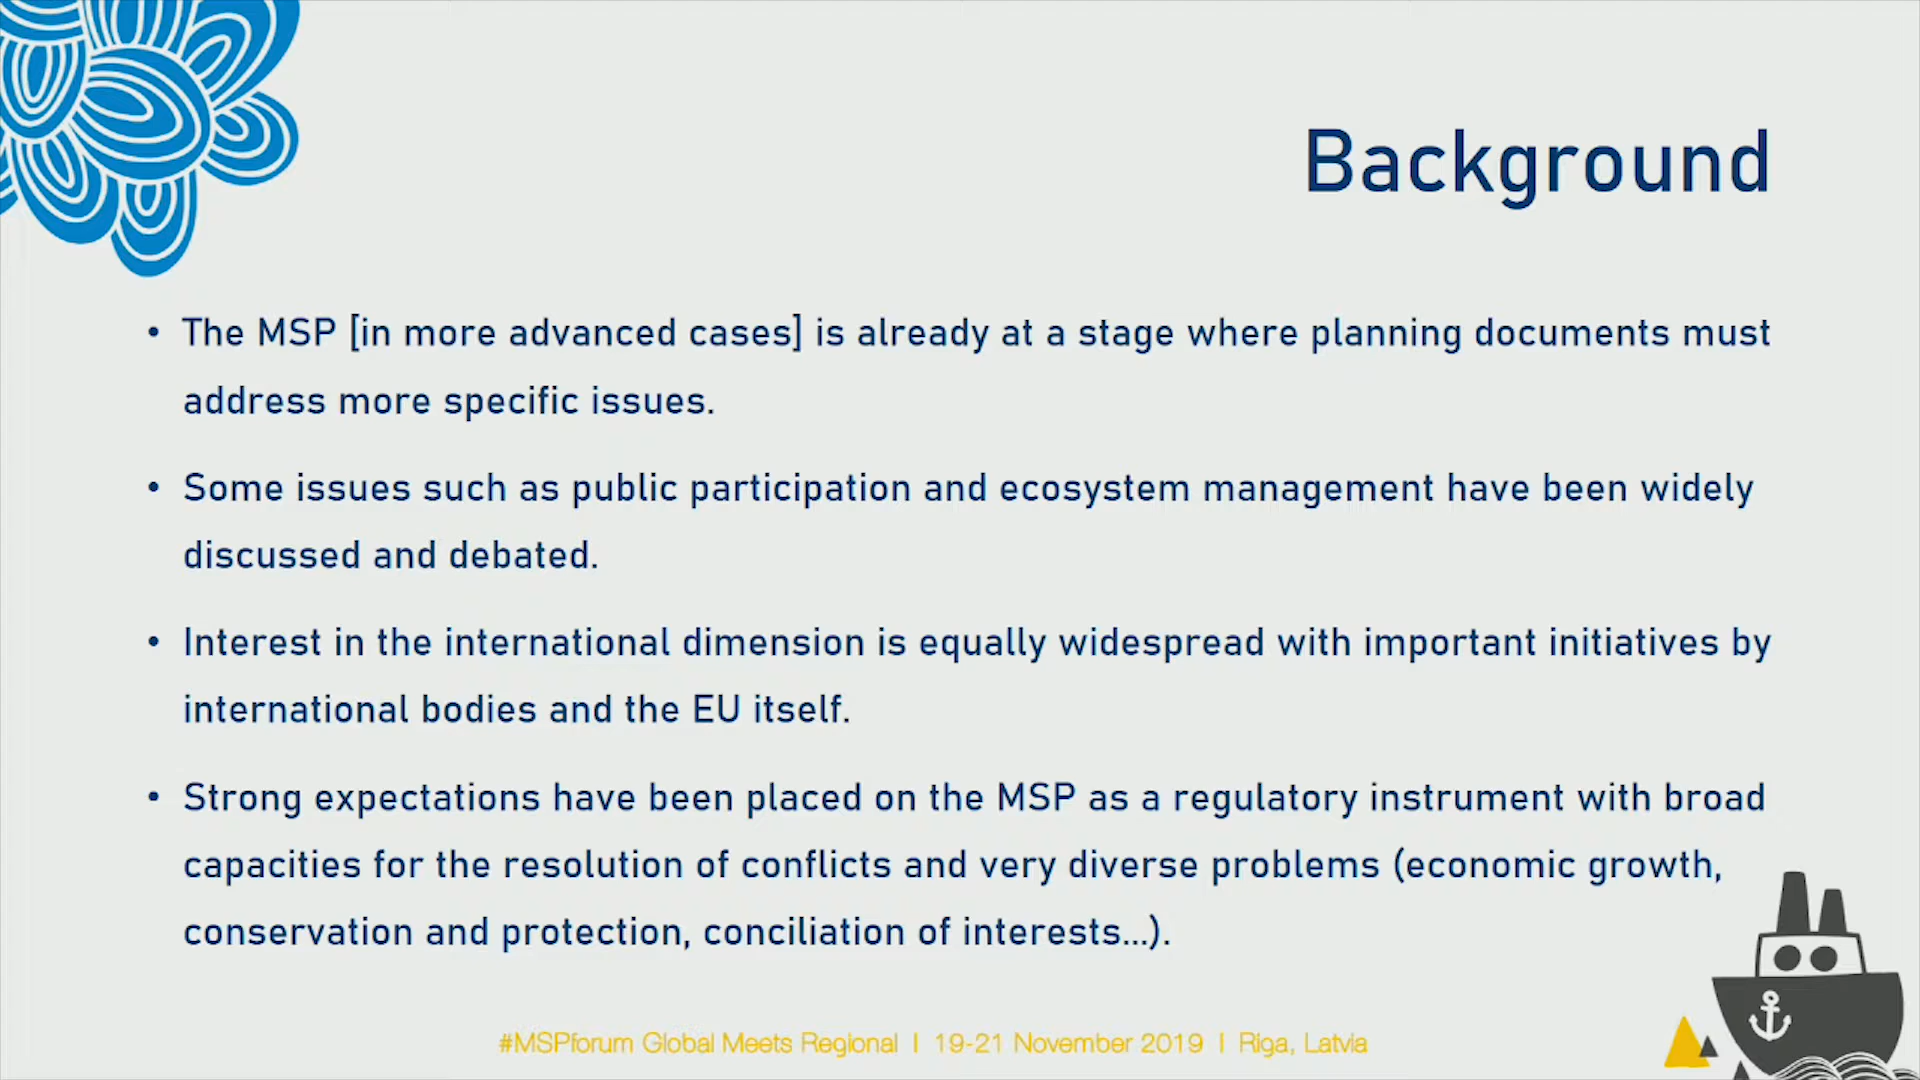 Background
• The MSP [in more advanced cases] is already at a stage where planning documents must
address more specific issues.
• Some issues such as public participation and ecosystem management have been widely
discussed and debated.
• Interest in the international dimension is equally widespread with important initiatives by
international bodies and the EU itself.
• Strong expectations have been placed on the MSP as a regulatory instrument with broad
capacities for the resolution of conflicts and very diverse problems (economic growth,
conservation and protection, conciliation of interests...).
#MSPforum Global Meets Regional I 19-21 November 2019 I Riga, Latvia